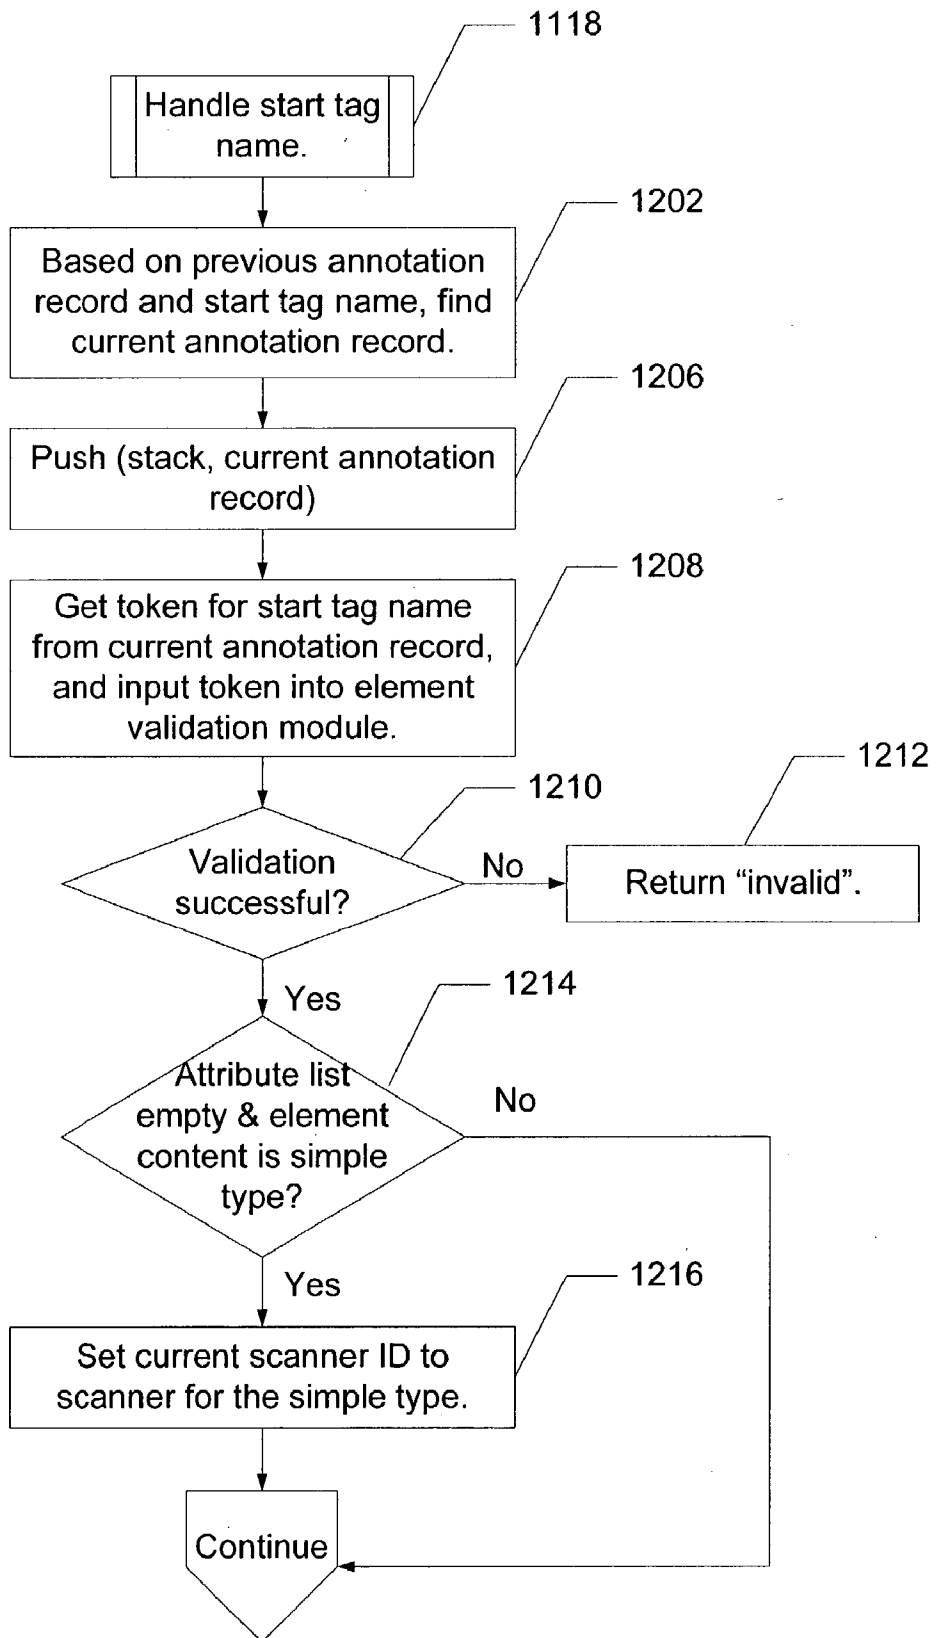 1118
Handle start tag
name.
1202
Based on previous annotation
record and start tag name, find
current annotation record.
1206
Push (stack, current annotation
record)
1208
Get token for start tag name
from current annotation record,
and input token into element
validation module.
1210
1212
Validation
successful?
No
Return “invalid”.
Yes
1214
Attribute list
empty & element
content is simple
type?
No
Yes
1216
Set current scanner ID to
scanner for the simple type.
Continue